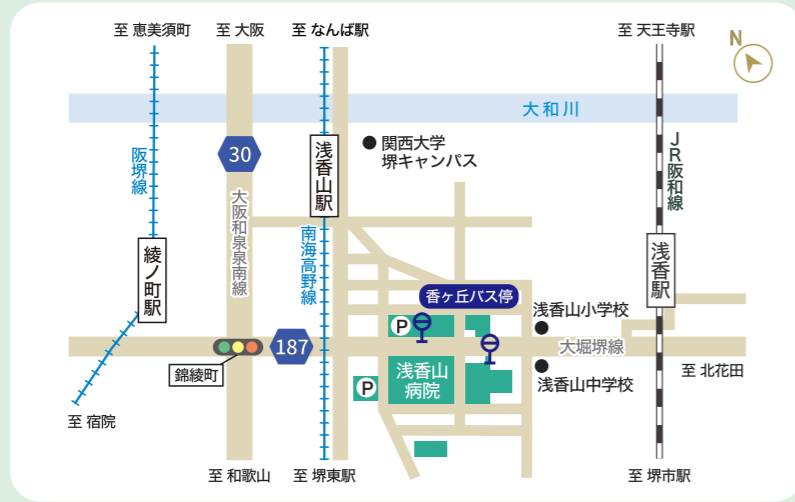 至 恵美須町
至 大阪
至 なんば駅
至 天王寺駅
N
大和川
30
関西大学
堺キャンパス
浅香山駅
阪堺線
JR阪和線
大阪和泉泉南線
南海高野線
綾ノ町駅
浅香駅
香ヶ丘バス停
浅香山小学校
P
187
大堀堺線
錦綾町
浅香山
病院
P
浅香山中学校
至 北花田
至 宿院
至 和歌山
至 堺東駅
至 堺市駅